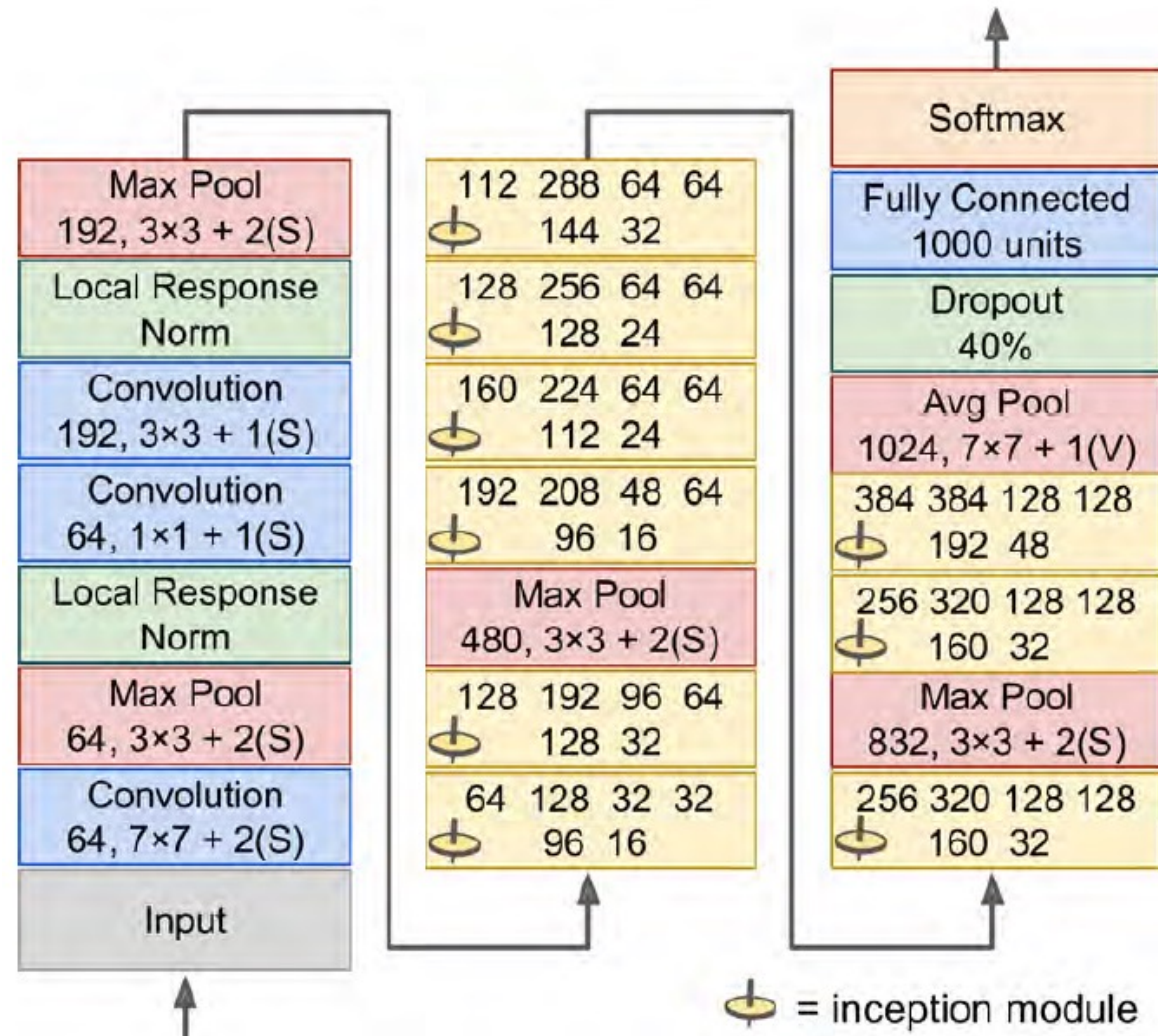 Max Pool
192, 3×3 + 2(S)
Local Response
Norm
Convolution
192, 3×3 + 1(S)
Convolution
64, 1×1 + 1(S)
Local Response
Norm
Max Pool
64, 3×3 + 2(S)
Convolution
64, 7×7 + 2(S)
Input
112 288 64 64
144 32
128 256 64 64
128 24
160 224 64 64
112 24
192 208 48 64
96 16
Max Pool
480, 3×3 + 2(S)
128 192 96 64
128 32
64 128 32 32
96 16
Softmax
Fully Connected
1000 units
Dropout
40%
Avg Pool
1024, 7×7 + 1(V)
384 384 128 128
192 48
256 320 128 128
160 32
Max Pool
832, 3×3 + 2(S)
256 320 128 128
160 32
= inception module